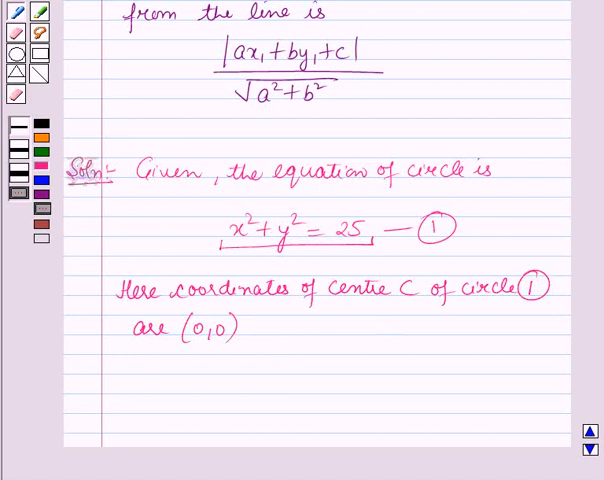 from the line is
|ax₁+by₁+c|
√a²+b²
Soln:- Given, the equation of circle is
x²+y² = 25, — ①
Here coordinates of centre C of circle ①
are (0,0)